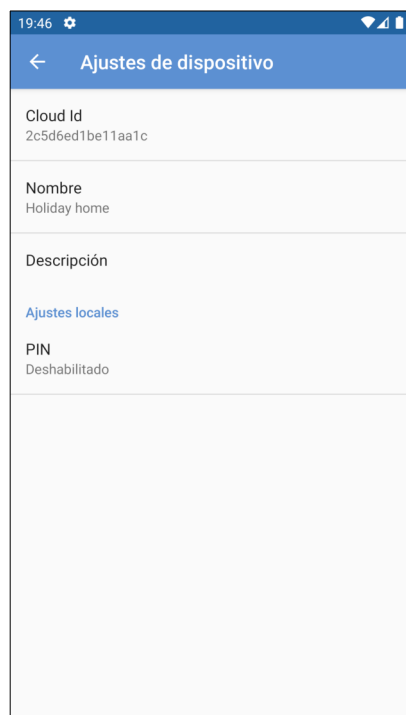 19:46
Ajustes de dispositivo
Cloud Id
2c5d6ed1be11aa1c
Nombre
Holiday home
Descripción
Ajustes locales
PIN
Deshabilitado